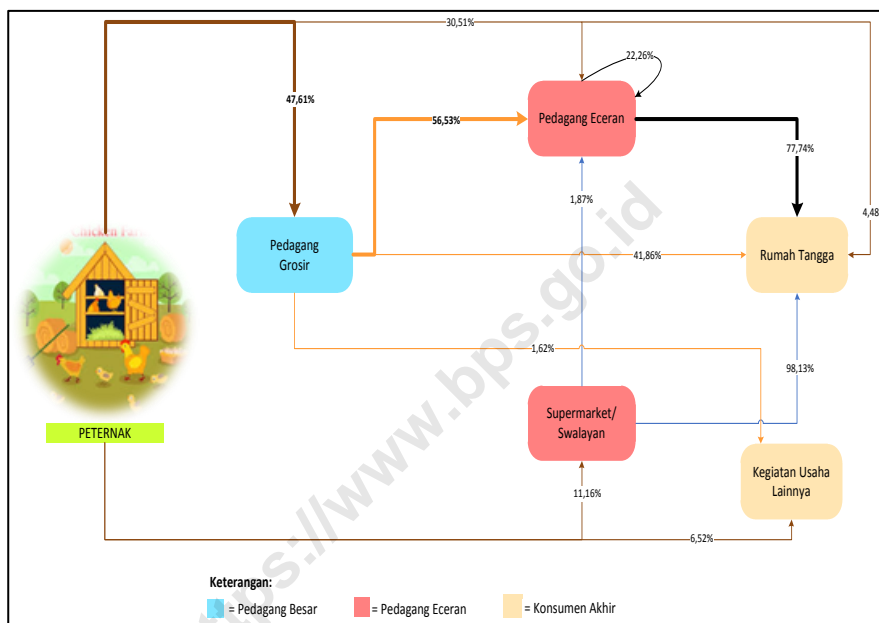 30,51%
22,26%
47,61%
56,53%
Pedagang Eceran
77,74%
1,87%
4,48
Chicken Far
Pedagang
Grosir
41,86%
Rumah Tangga
1,62%
98,13%
Supermarket/
Swalayan
PETERNAK
Kegiatan Usaha
Lainnya
11,16%
6,52%
Keterangan:
= Pedagang Besar
= Pedagang Eceran
= Konsumen Akhir
https://www.bps.go.id